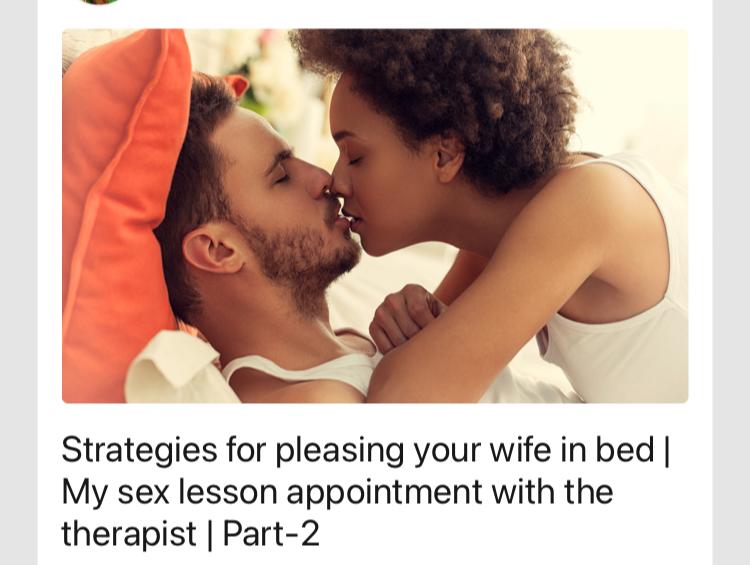 Strategies for pleasing your wife in bed |
My sex lesson appointment with the
therapist | Part-2